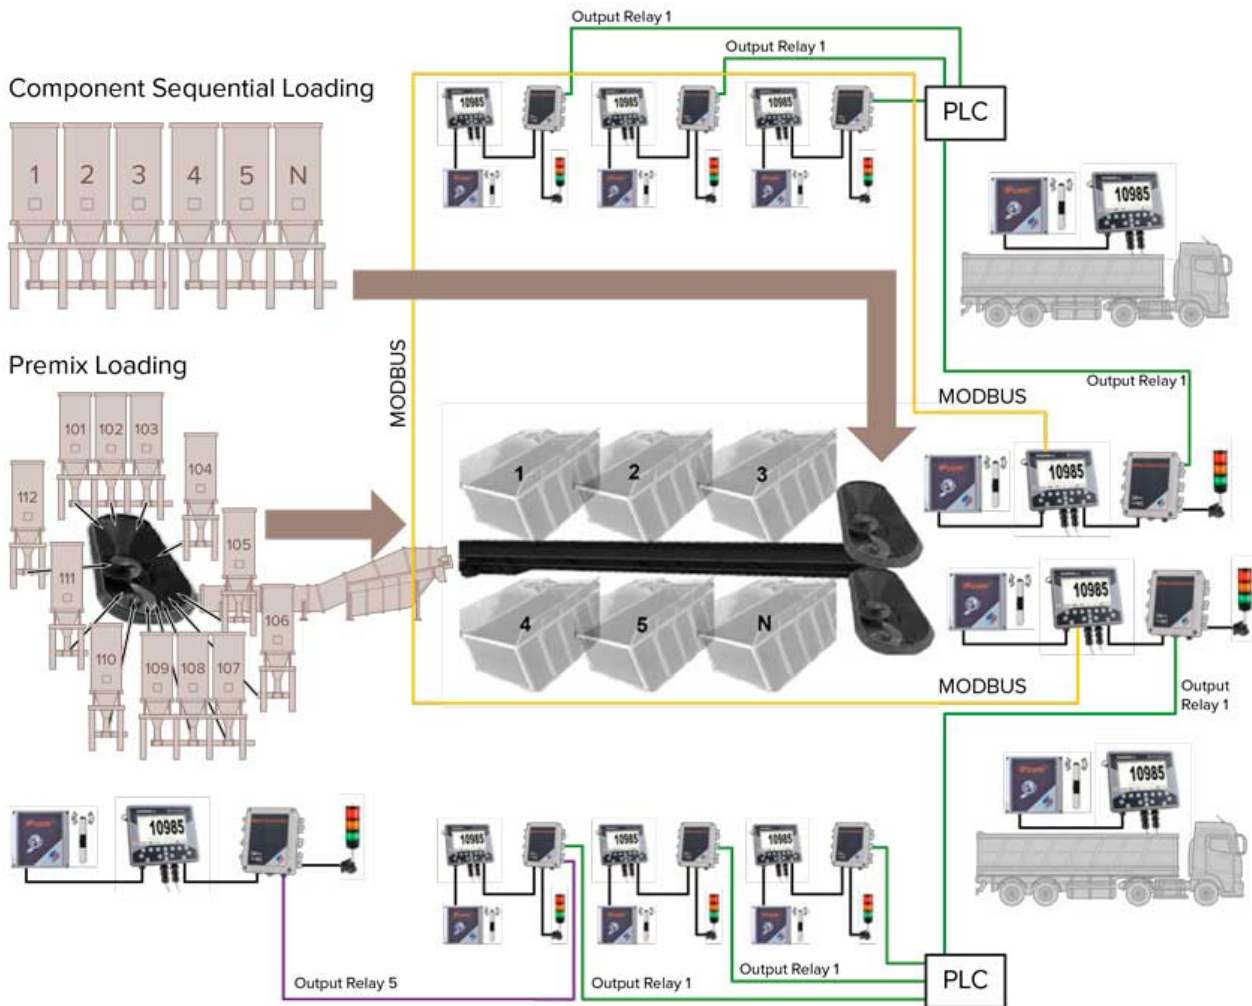 Output Relay 1
Output Relay 1
Component Sequential Loading
10985
10985
10985
PLC
1 2 3 4 5 N
10985
Premix Loading
MODBUS
Output Relay 1
MODBUS
101 102 103
104
112
105
111
106
110
109 108 107
1 2 3
4 5 N
10985
10985
MODBUS
Output
Relay 1
10985
10985
10985
10985
10985
Output Relay 5
Output Relay 1
Output Relay 1
PLC